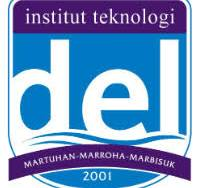 institut teknologi
del
MARTUHAN-MARROHA-MARBISUK
2001